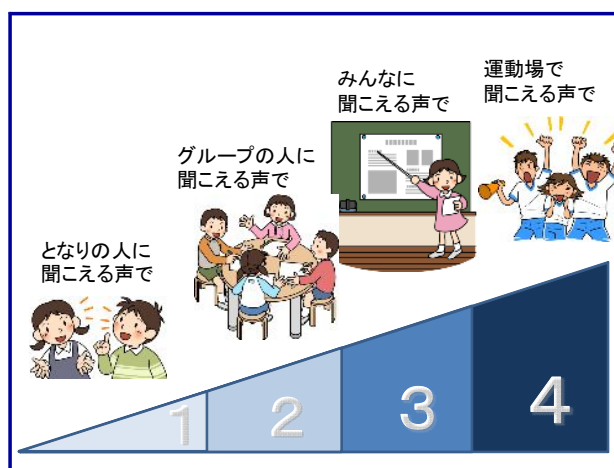 となりの人に
聞こえる声で
グループの人に
聞こえる声で
みんなに
聞こえる声で
運動場で
聞こえる声で
1
2
3
4